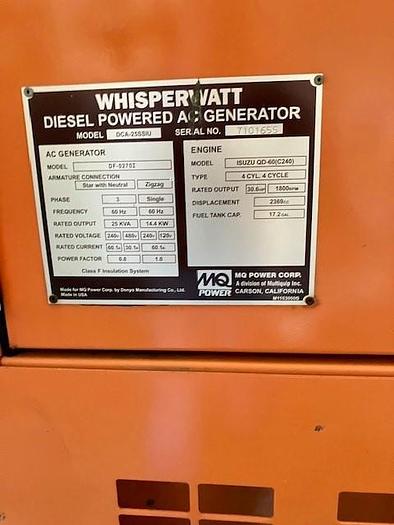 WHISPERWATT
DIESEL POWERED AC GENERATOR
MODEL DCA-25SSIU SERIAL NO. 7101655
AC GENERATOR
MODEL DF-0270I
ARMATURE CONNECTION
Star with Neutral Zigzag
PHASE 3 Single
FREQUENCY 60 Hz 60 Hz
RATED OUTPUT 25 KVA 14.4 KW
RATED VOLTAGE 240V 480V 240V 120V
RATED CURRENT 60.1A 30A 60.1A
POWER FACTOR 0.8 1.0
Class F Insulation System
ENGINE
MODEL ISUZU QD-60(C240)
TYPE 4 CYL. 4 CYCLE
RATED OUTPUT 30.6HP 1800RPM
DISPLACEMENT 2369CC
FUEL TANK CAP. 17.2 GAL
Made for MQ Power Corp. by Denyo Manufacturing Co., Ltd.
Made in USA
MQ
POWER
MQ POWER CORP.
A division of Multiquip Inc.
CARSON, CALIFORNIA